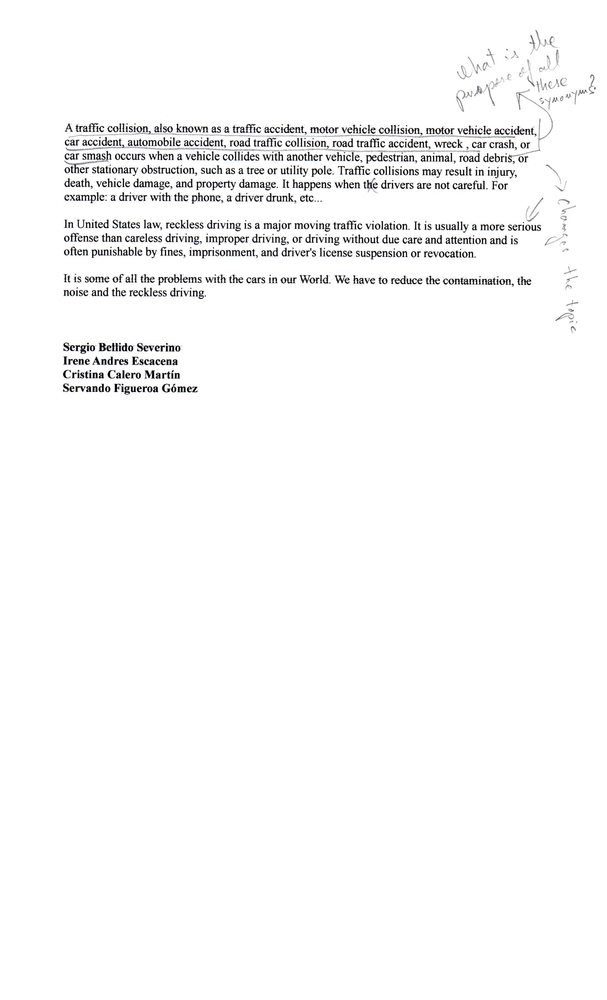 what is the
purpose of all
these
synonyms?
A traffic collision, also known as a traffic accident, motor vehicle collision, motor vehicle accident,
car accident, automobile accident, road traffic collision, road traffic accident, wreck , car crash, or
car smash occurs when a vehicle collides with another vehicle, pedestrian, animal, road debris, or
other stationary obstruction, such as a tree or utility pole. Traffic collisions may result in injury,
death, vehicle damage, and property damage. It happens when the drivers are not careful. For
example: a driver with the phone, a driver drunk, etc...
In United States law, reckless driving is a major moving traffic violation. It is usually a more serious
offense than careless driving, improper driving, or driving without due care and attention and is
often punishable by fines, imprisonment, and driver's license suspension or revocation.
It is some of all the problems with the cars in our World. We have to reduce the contamination, the
noise and the reckless driving.
changes the topic
Sergio Bellido Severino
Irene Andres Escacena
Cristina Calero Martín
Servando Figueroa Gómez